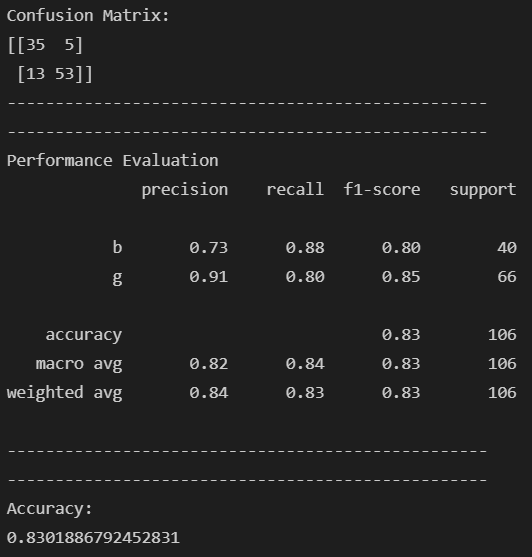 Confusion Matrix:
[[35  5]
 [13 53]]
--------------------------------------------------
--------------------------------------------------
Performance Evaluation
              precision    recall  f1-score   support

           b       0.73      0.88      0.80        40
           g       0.91      0.80      0.85        66

    accuracy                           0.83       106
   macro avg       0.82      0.84      0.83       106
weighted avg       0.84      0.83      0.83       106

--------------------------------------------------
--------------------------------------------------
Accuracy:
0.8301886792452831